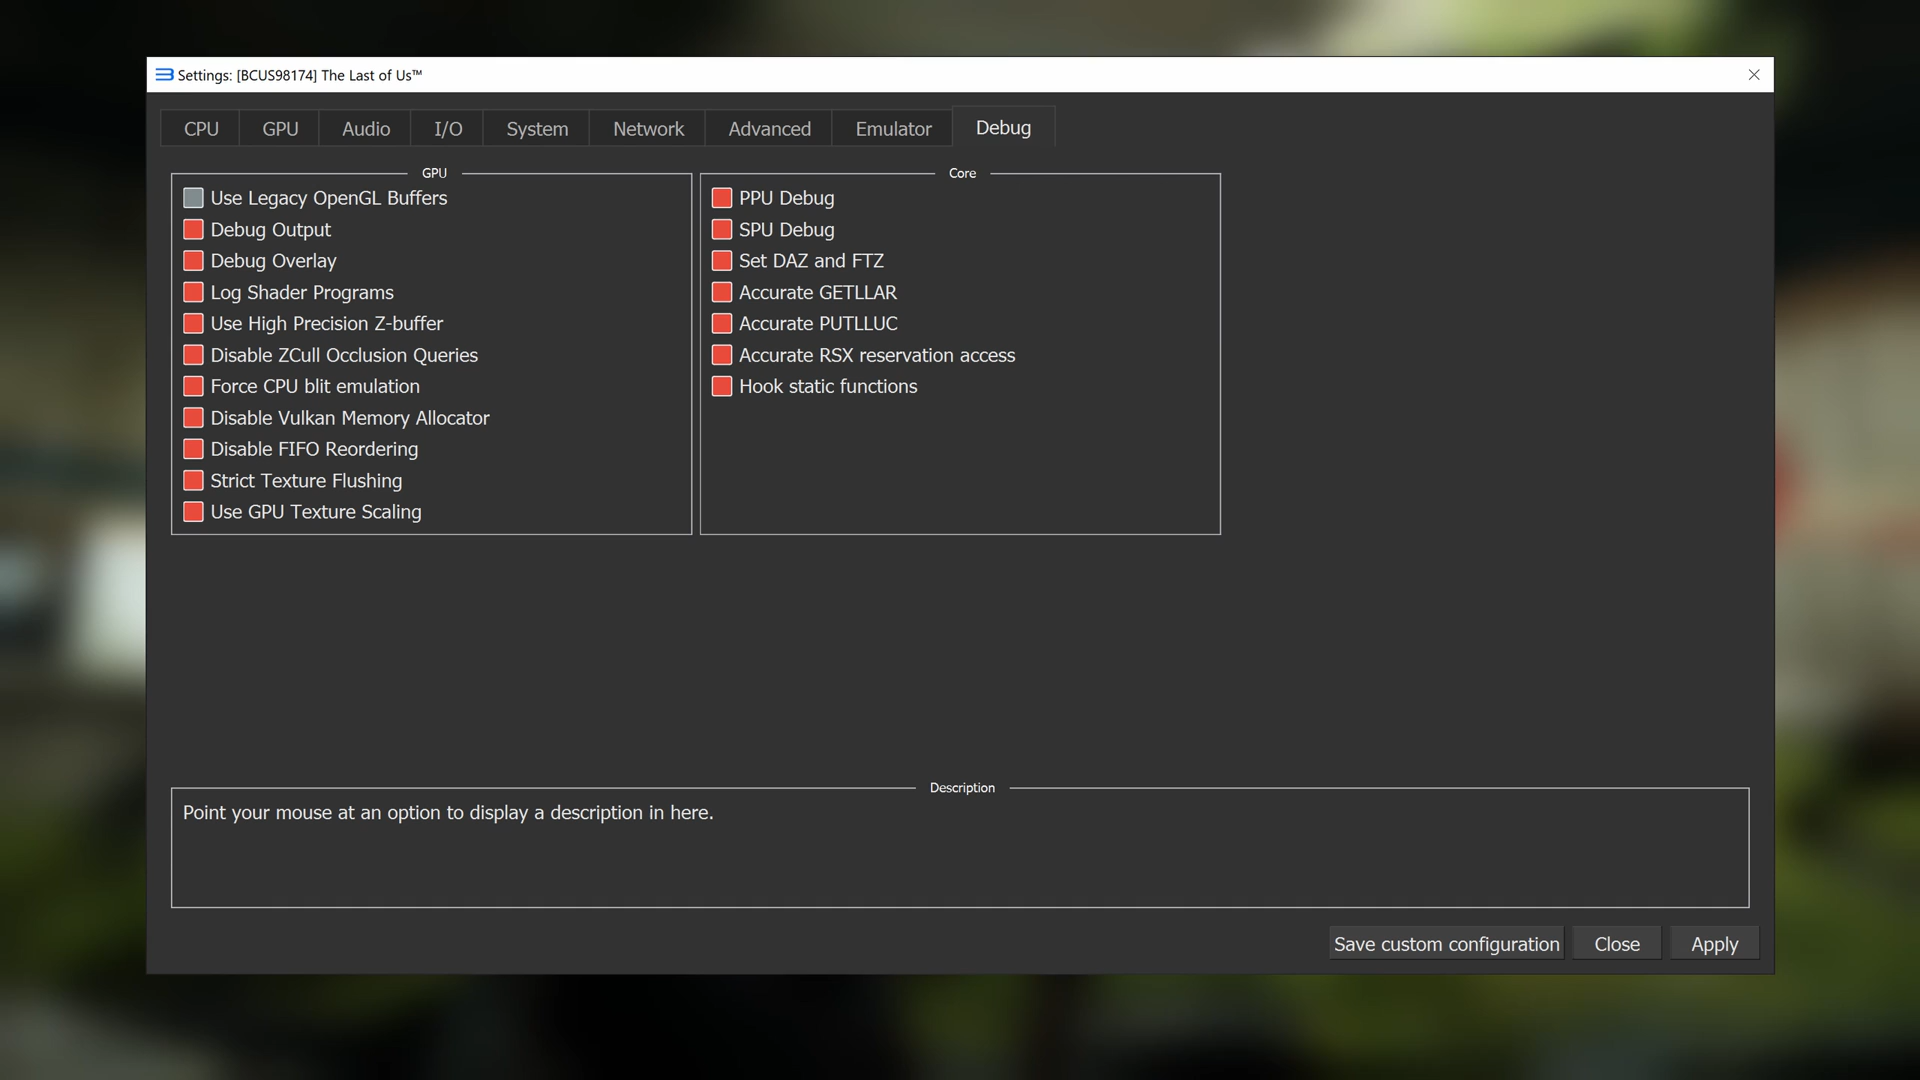 Settings: [BCUS98174] The Last of Us™
CPU GPU Audio I/O System Network Advanced Emulator Debug
GPU
Use Legacy OpenGL Buffers
Debug Output
Debug Overlay
Log Shader Programs
Use High Precision Z-buffer
Disable ZCull Occlusion Queries
Force CPU blit emulation
Disable Vulkan Memory Allocator
Disable FIFO Reordering
Strict Texture Flushing
Use GPU Texture Scaling
Core
PPU Debug
SPU Debug
Set DAZ and FTZ
Accurate GETLLAR
Accurate PUTLLUC
Accurate RSX reservation access
Hook static functions
Description
Point your mouse at an option to display a description in here.
Save custom configuration Close Apply